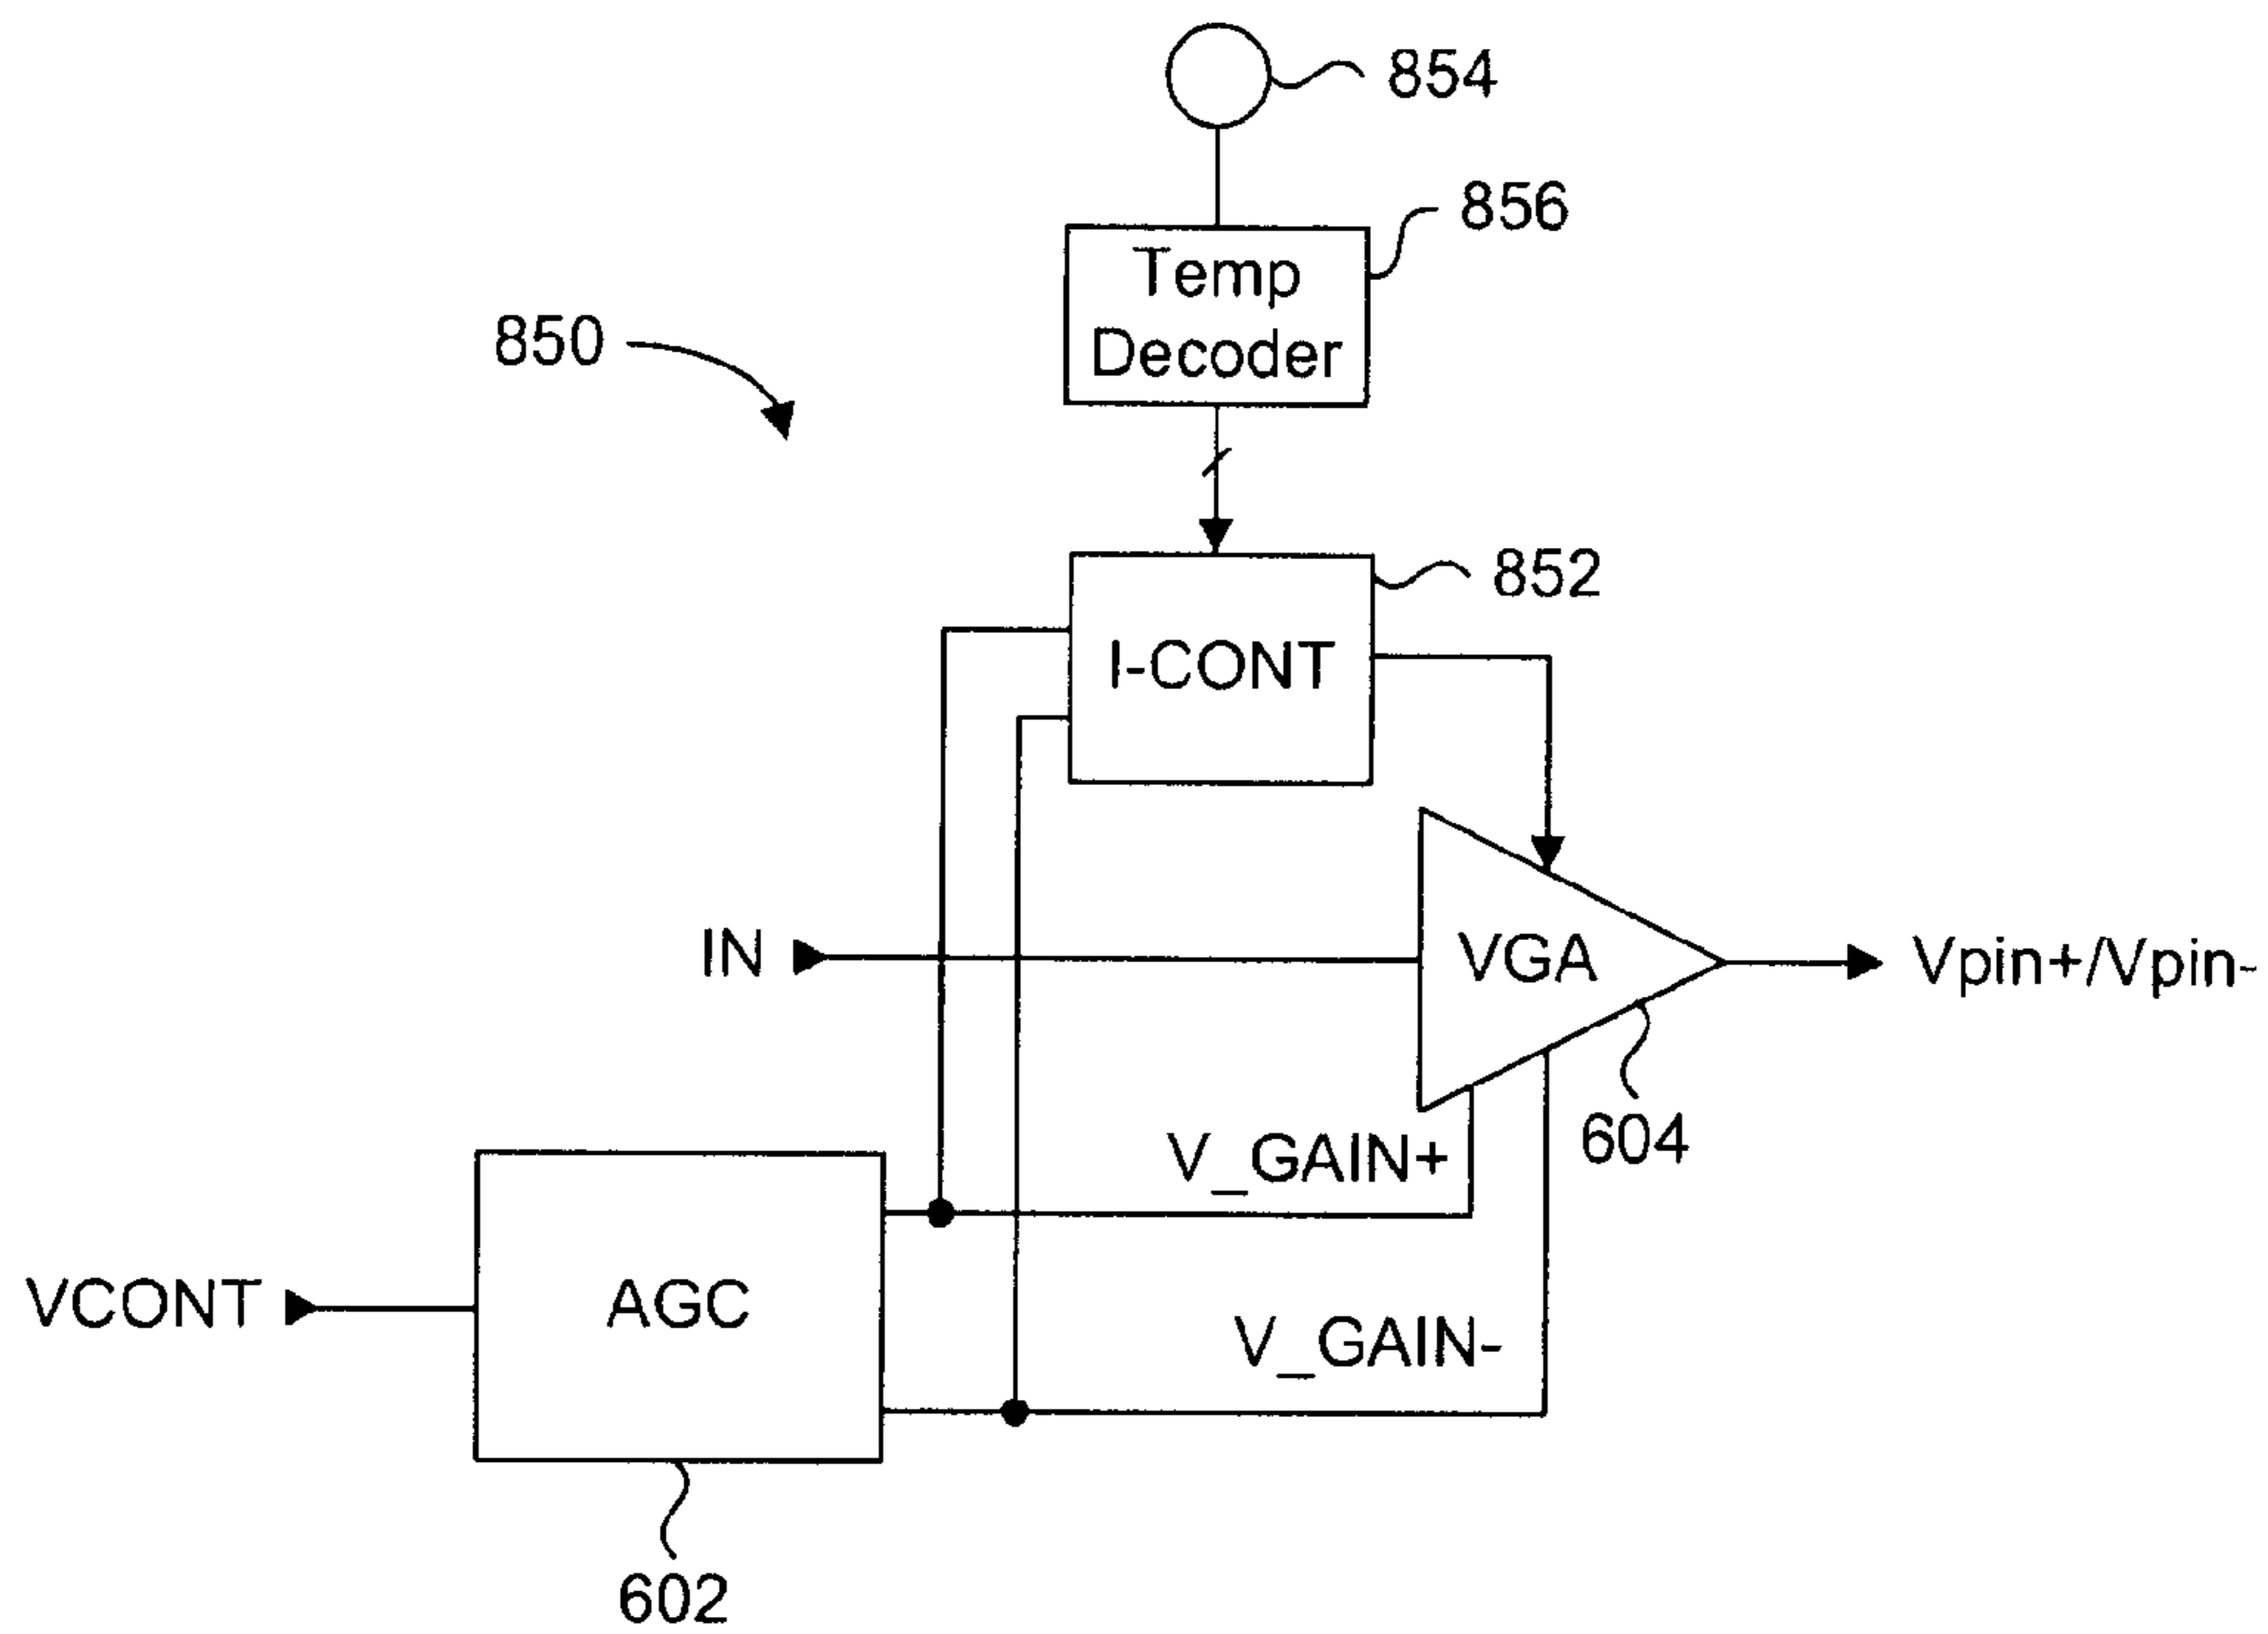 854
856
Temp
Decoder
850
852
I-CONT
IN
VGA
Vpin+/Vpin-
604
V_GAIN+
VCONT
AGC
V_GAIN-
602